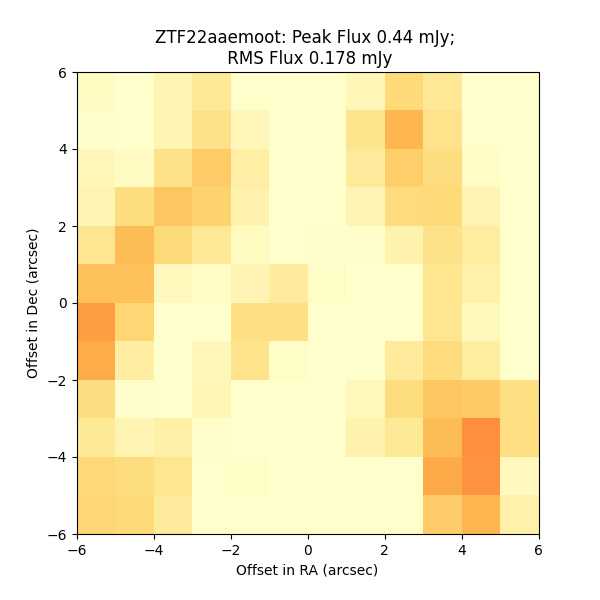 ZTF22aaemoot: Peak Flux 0.44 mJy;
RMS Flux 0.178 mJy
6
4
2
0
−2
−4
−6
Offset in Dec (arcsec)
−6 −4 −2 0 2 4 6
Offset in RA (arcsec)